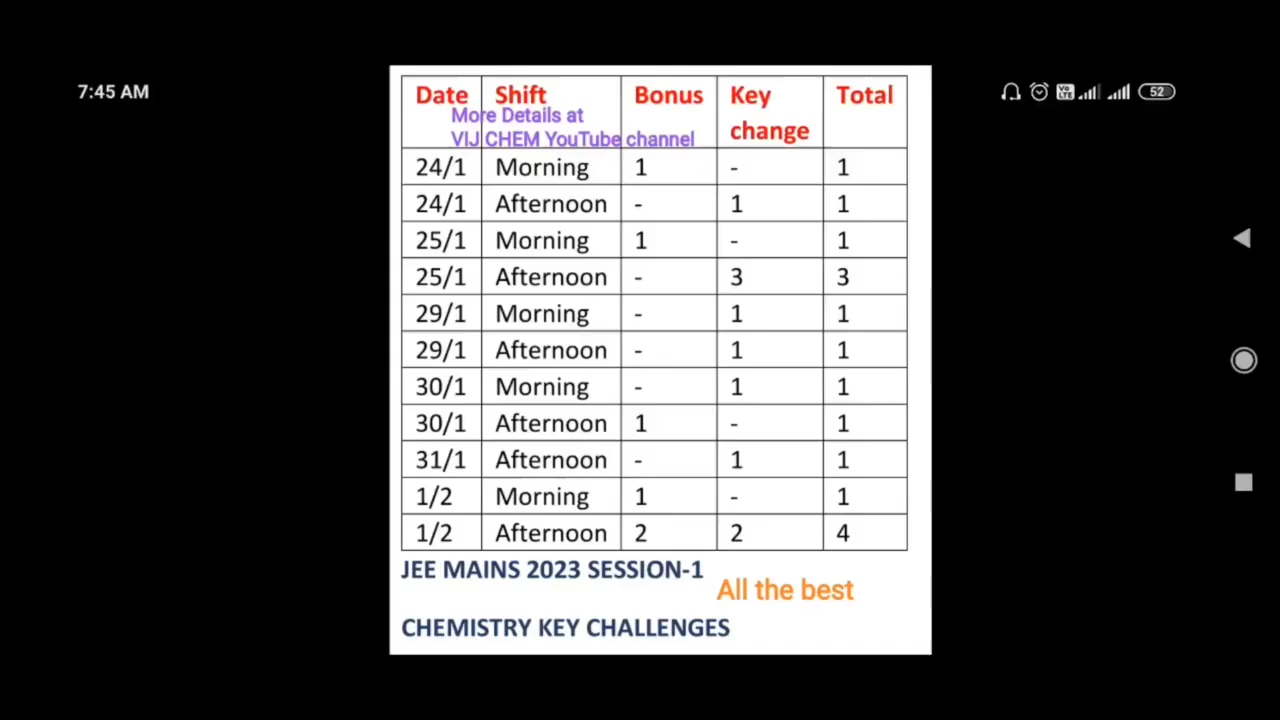 7:45 AM
52
Date Shift Bonus Key change Total
More Details at
VIJ CHEM YouTube channel
24/1 Morning 1 - 1
24/1 Afternoon - 1 1
25/1 Morning 1 - 1
25/1 Afternoon - 3 3
29/1 Morning - 1 1
29/1 Afternoon - 1 1
30/1 Morning - 1 1
30/1 Afternoon 1 - 1
31/1 Afternoon - 1 1
1/2 Morning 1 - 1
1/2 Afternoon 2 2 4
JEE MAINS 2023 SESSION-1
All the best
CHEMISTRY KEY CHALLENGES